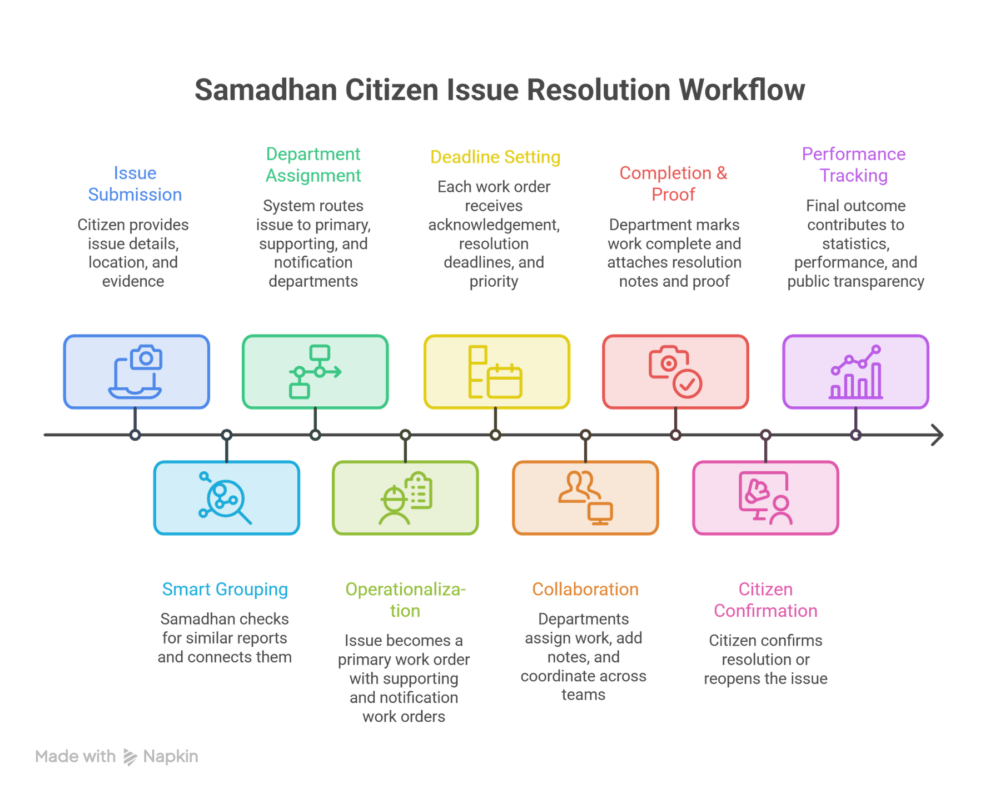 Samadhan Citizen Issue Resolution Workflow
Issue
Submission
Citizen provides
issue details,
location, and
evidence
Department
Assignment
System routes
issue to primary,
supporting, and
notification
departments
Deadline Setting
Each work order
receives
acknowledgement,
resolution
deadlines, and
priority
Completion &
Proof
Department marks
work complete and
attaches resolution
notes and proof
Performance
Tracking
Final outcome
contributes to
statistics,
performance, and
public transparency
Smart Grouping
Samadhan checks
for similar reports
and connects them
Operationaliza-
tion
Issue becomes a
primary work order
with supporting
and notification
work orders
Collaboration
Departments
assign work, add
notes, and
coordinate across
teams
Citizen
Confirmation
Citizen confirms
resolution or
reopens the issue
Made with Napkin